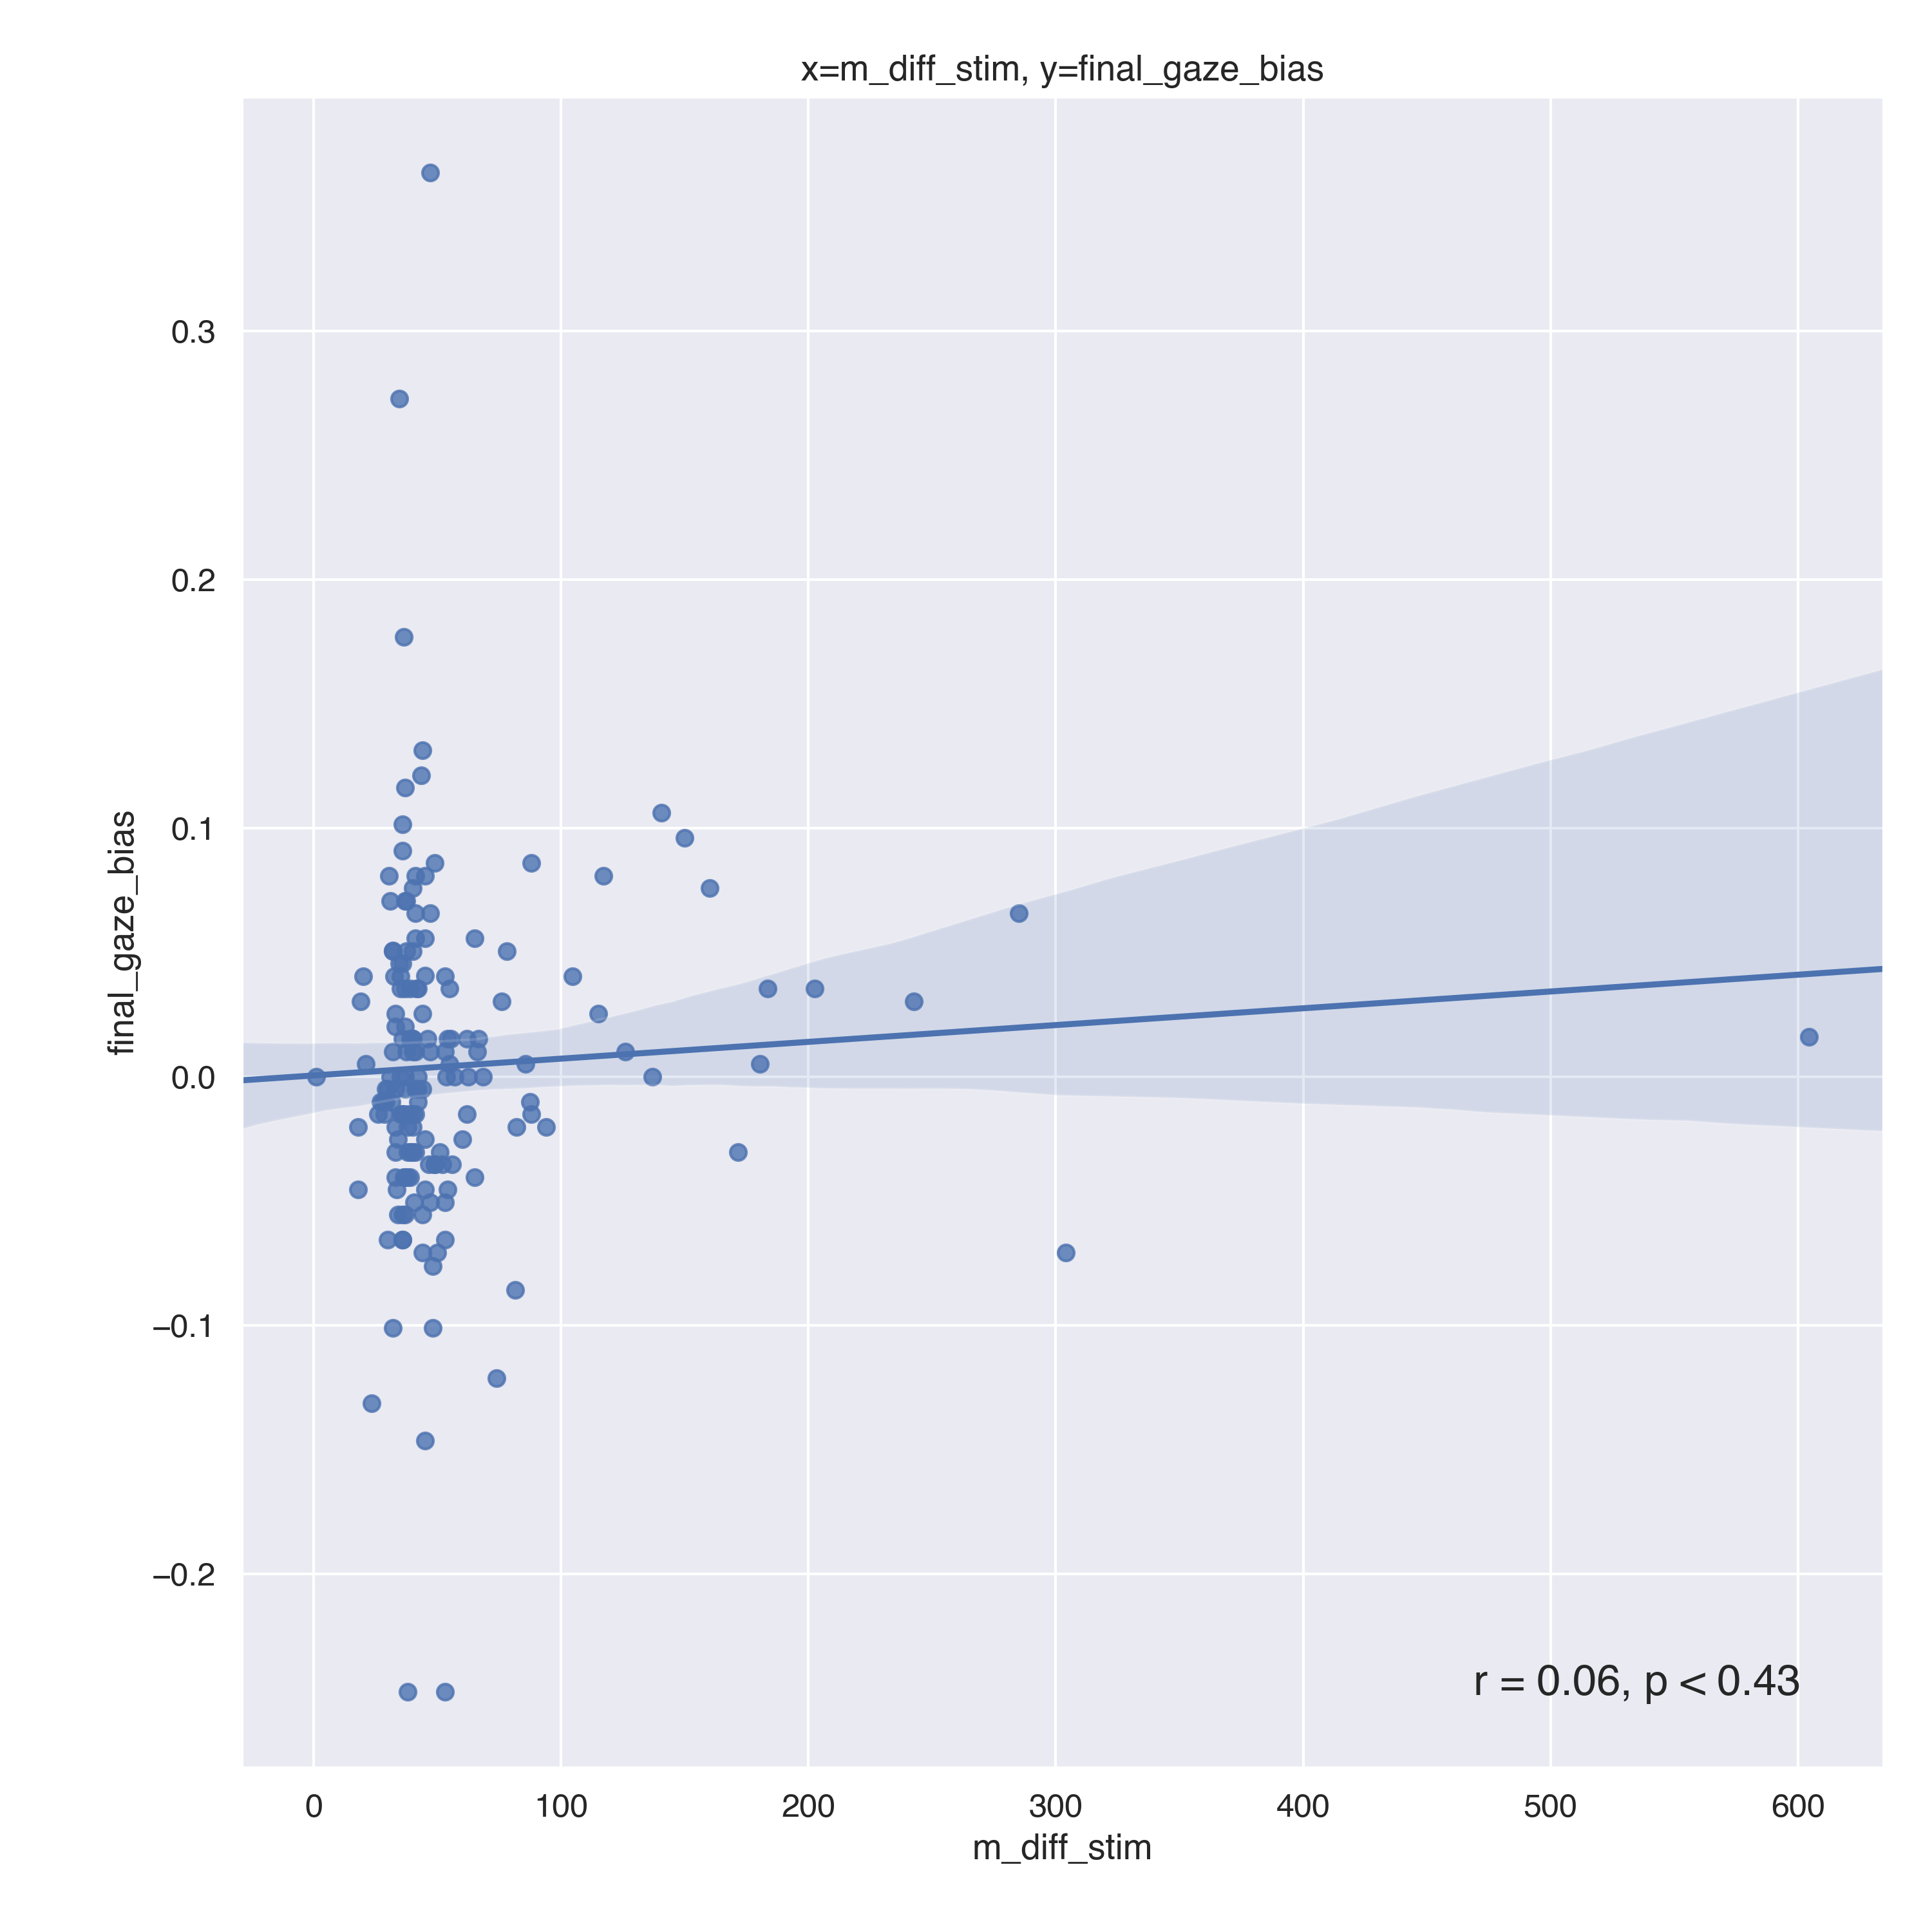 x=m_diff_stim, y=final_gaze_bias
final_gaze_bias
0.3
0.2
0.1
0.0
−0.1
−0.2
r = 0.06, p < 0.43
0 100 200 300 400 500 600
m_diff_stim